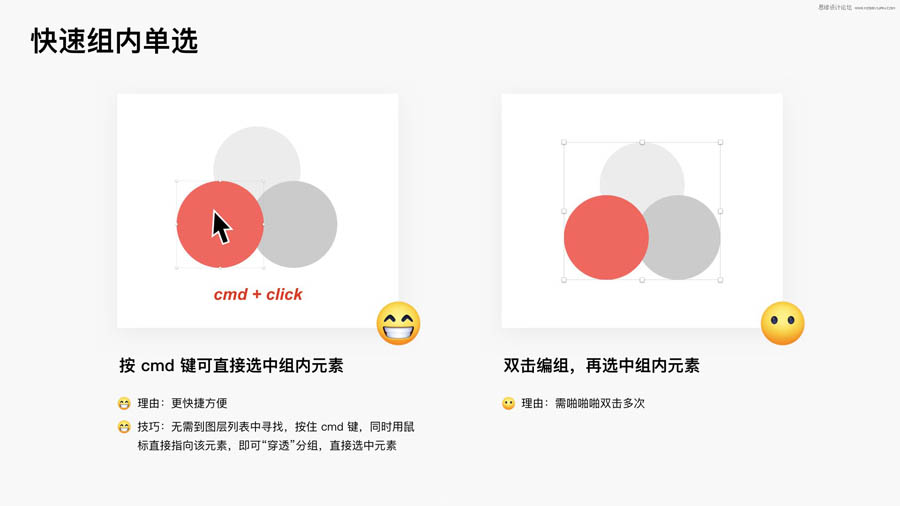 思缘设计论坛 WWW.MISSYUAN.COM
快速组内单选
cmd + click
按 cmd 键可直接选中组内元素
理由：更快捷方便
技巧：无需到图层列表中寻找，按住 cmd 键，同时用鼠
标直接指向该元素，即可“穿透”分组，直接选中元素
双击编组，再选中组内元素
理由：需啪啪啪双击多次